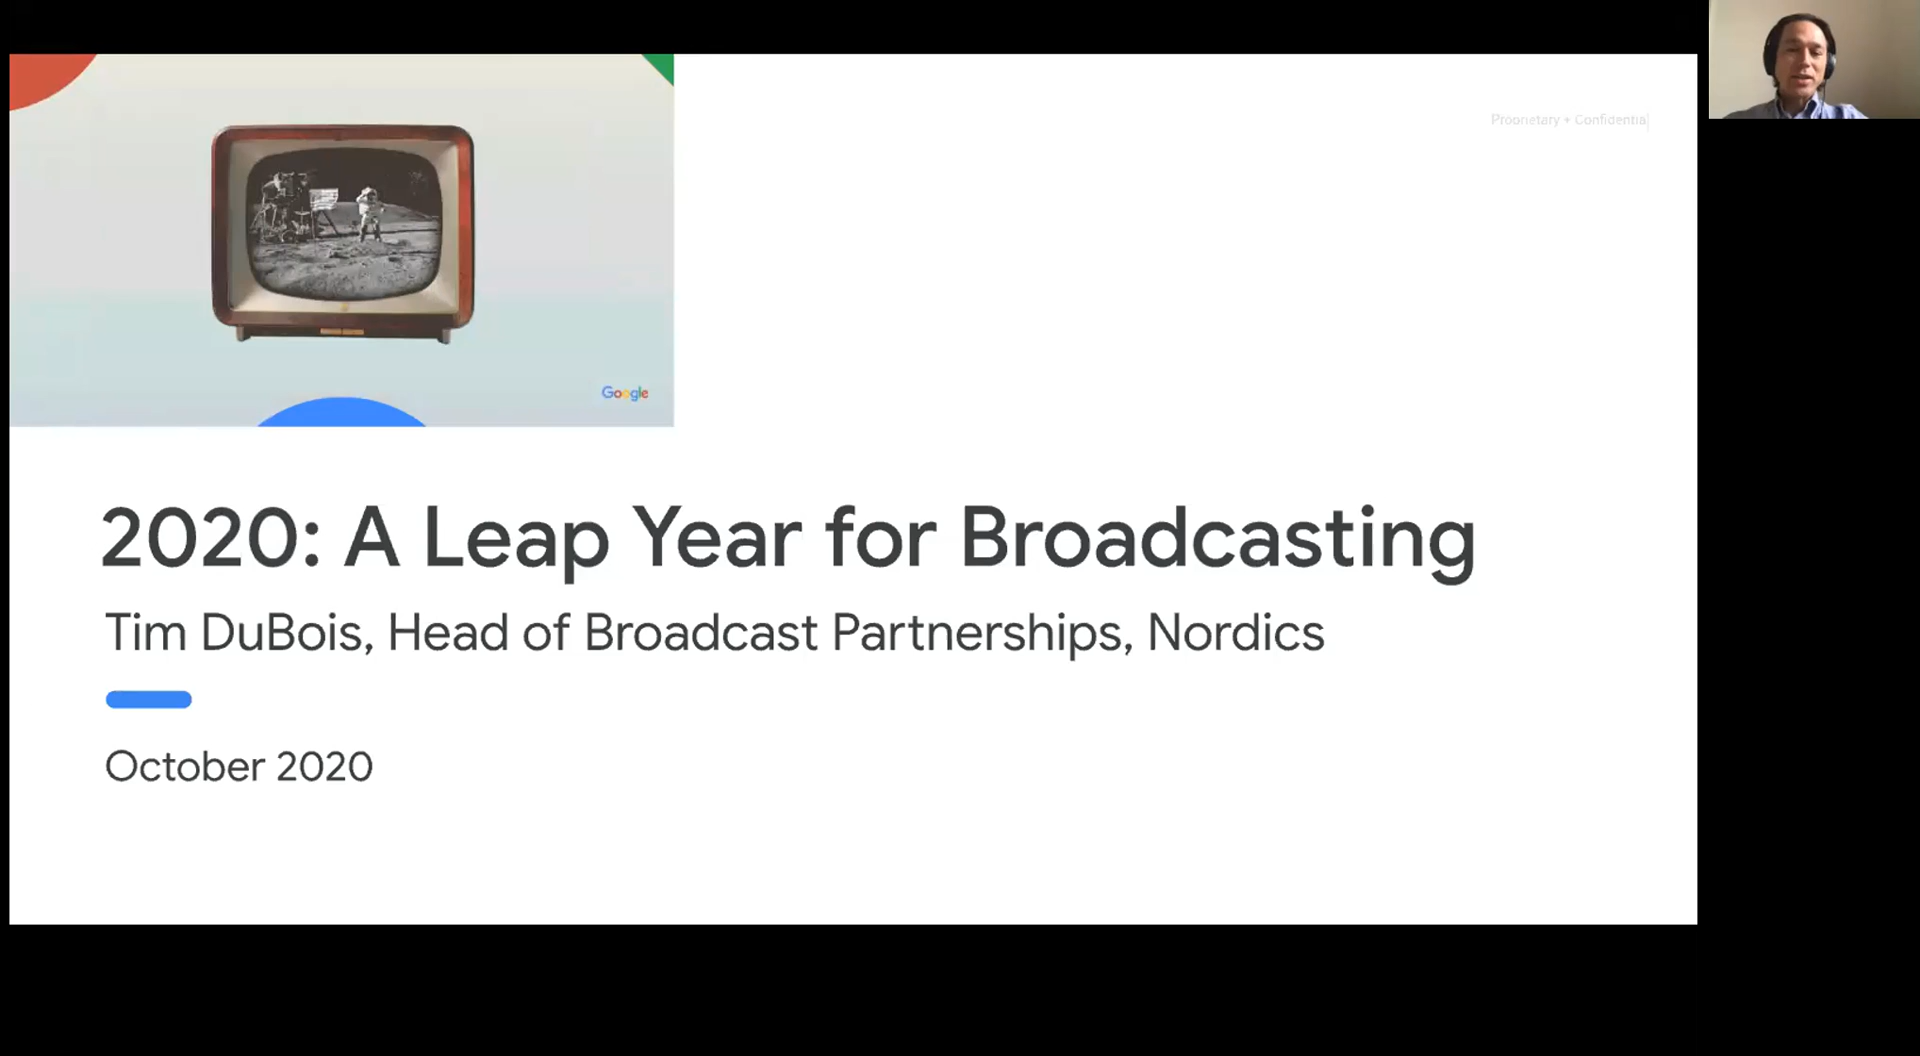 Proprietary + Confidential
Google
2020: A Leap Year for Broadcasting
Tim DuBois, Head of Broadcast Partnerships, Nordics
October 2020